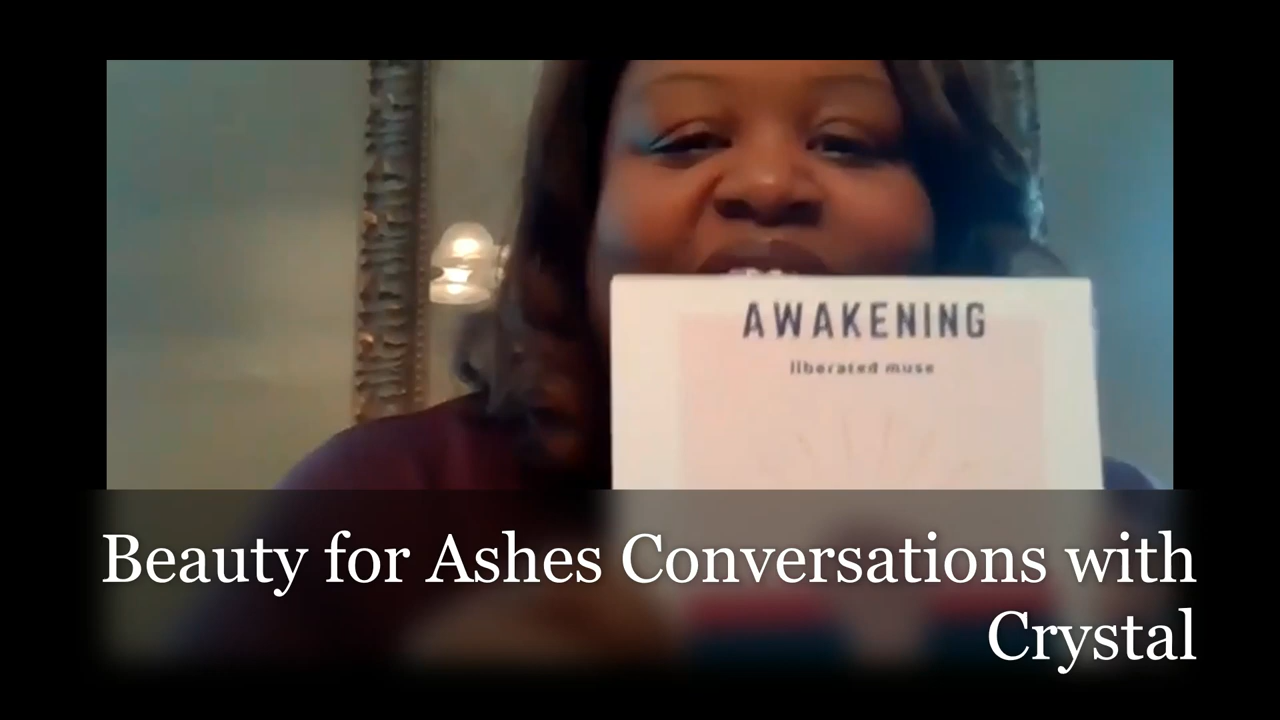 AWAKENING
liberated muse
Beauty for Ashes Conversations with
Crystal